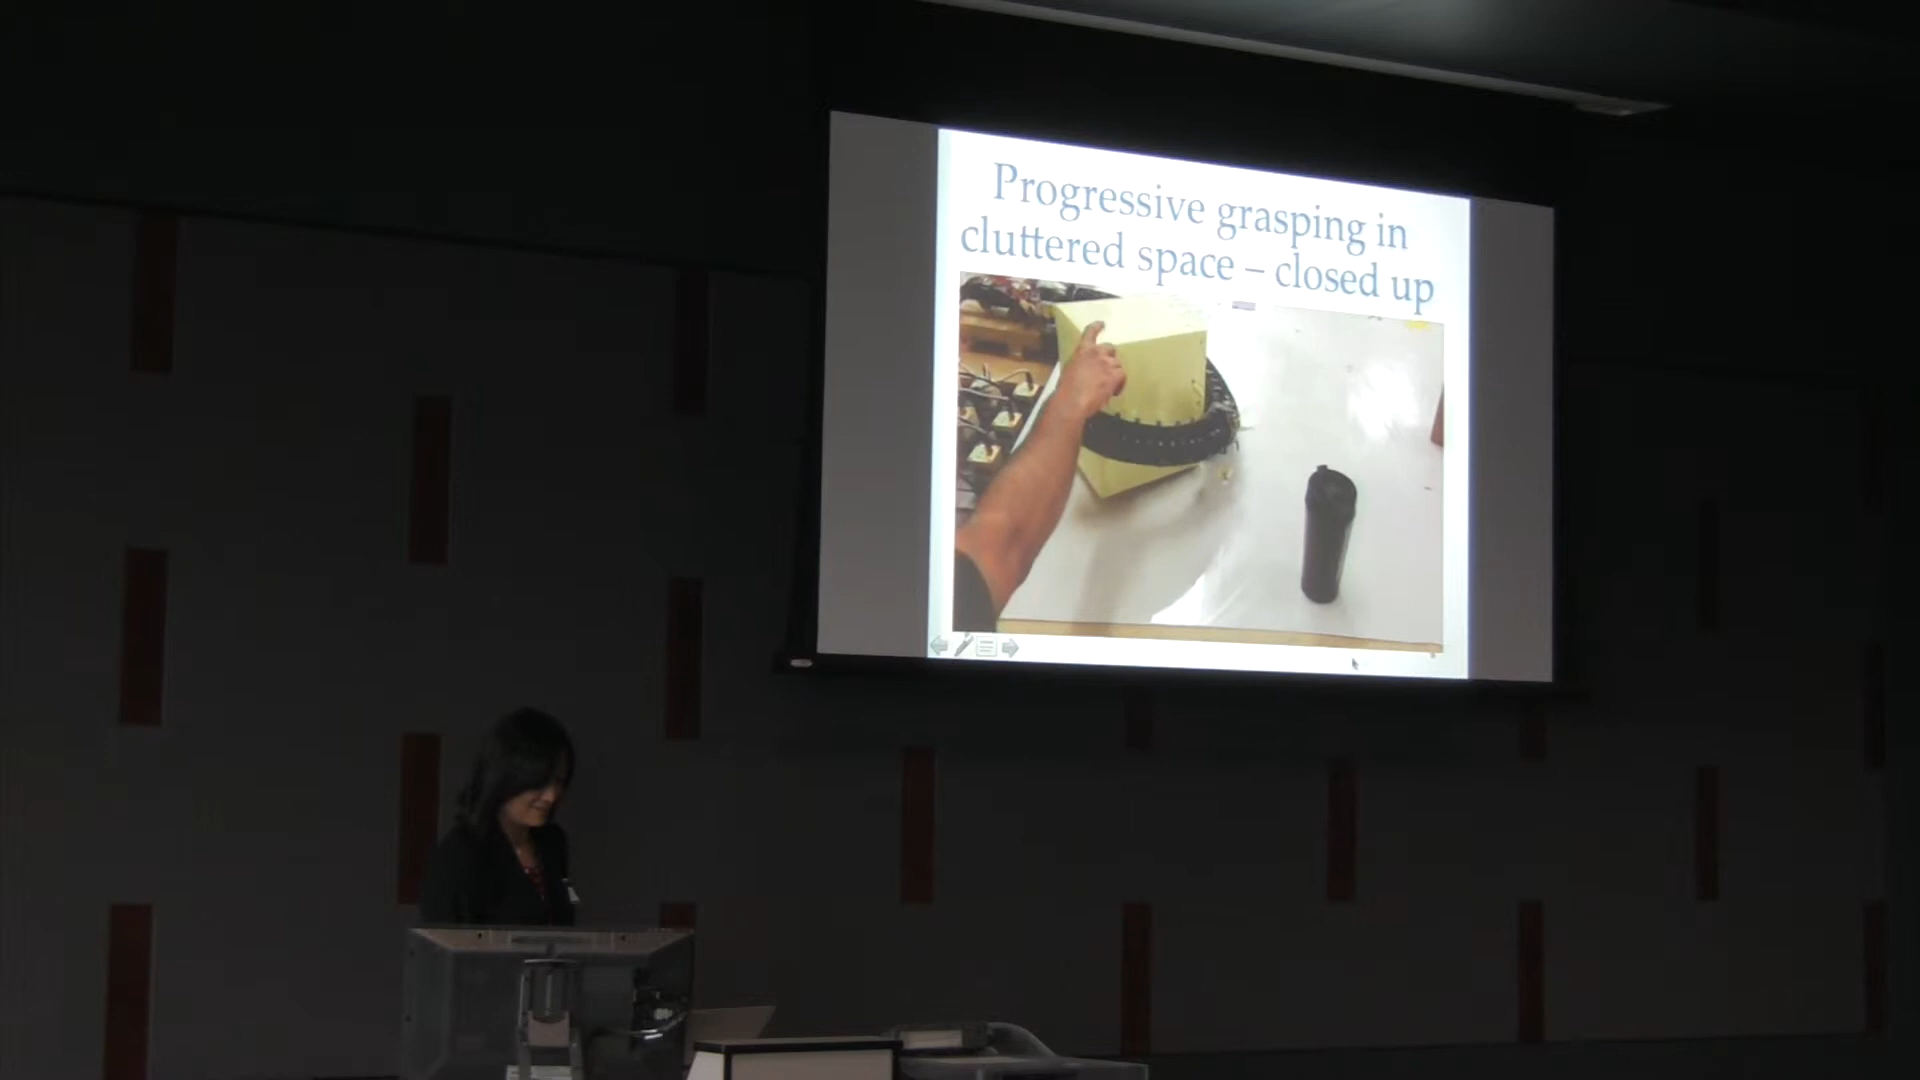 Progressive grasping in
cluttered space – closed up